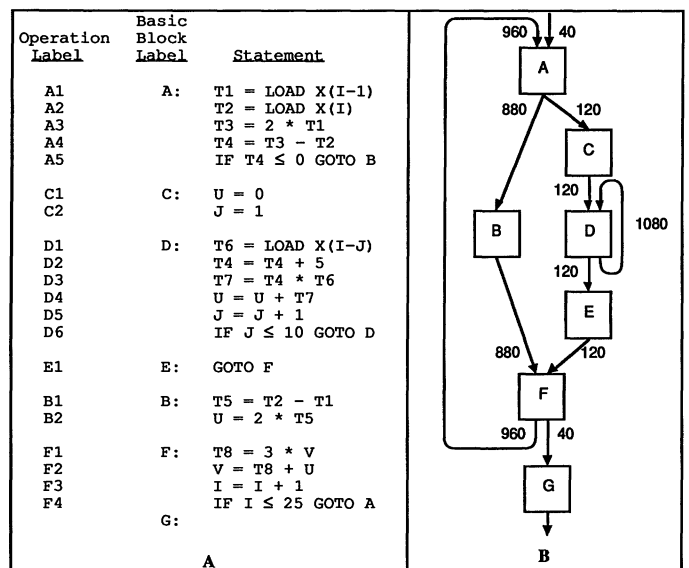 Operation Label Basic Block Label Statement
A1 A: T1 = LOAD X(I-1)
A2 T2 = LOAD X(I)
A3 T3 = 2 * T1
A4 T4 = T3 - T2
A5 IF T4 ≤ 0 GOTO B
C1 C: U = 0
C2 J = 1
D1 D: T6 = LOAD X(I-J)
D2 T4 = T4 + 5
D3 T7 = T4 * T6
D4 U = U + T7
D5 J = J + 1
D6 IF J ≤ 10 GOTO D
E1 E: GOTO F
B1 B: T5 = T2 - T1
B2 U = 2 * T5
F1 F: T8 = 3 * V
F2 V = T8 + U
F3 I = I + 1
F4 IF I ≤ 25 GOTO A
G:
A
960 40
A
880 120
C
120
B D 1080
120
E
880 120
F
960 40
G
B